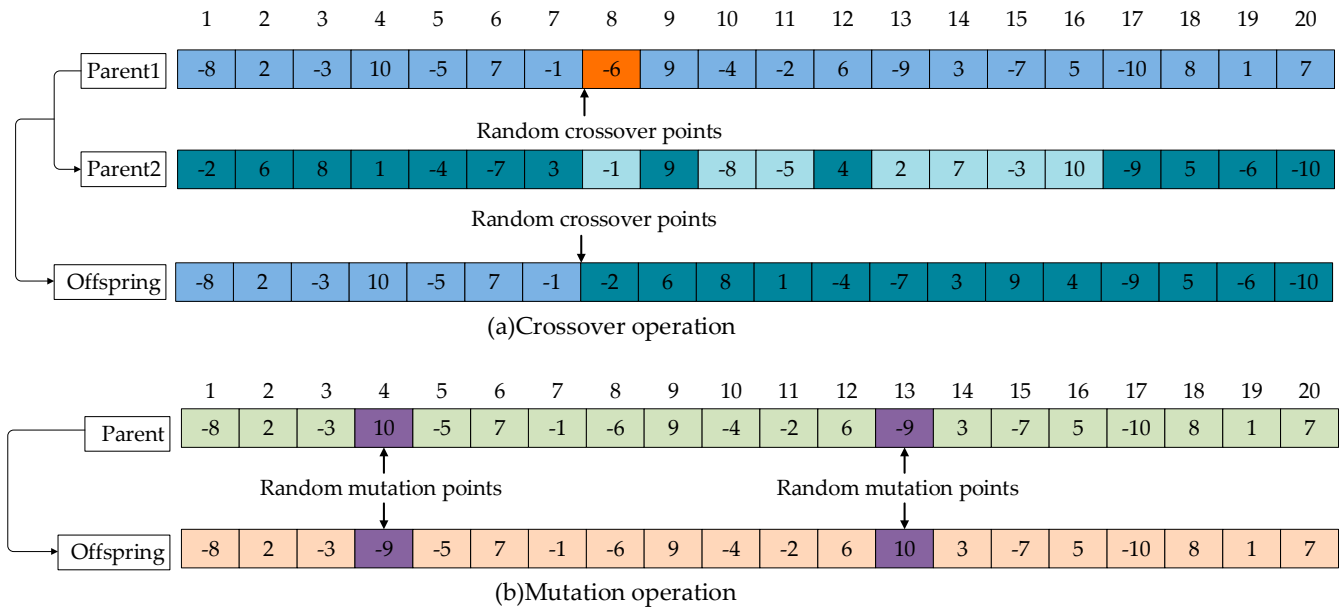 1 2 3 4 5 6 7 8 9 10 11 12 13 14 15 16 17 18 19 20
Parent1 -8 2 -3 10 -5 7 -1 -6 9 -4 -2 6 -9 3 -7 5 -10 8 1 7
Random crossover points
Parent2 -2 6 8 1 -4 -7 3 -1 9 -8 -5 4 2 7 -3 10 -9 5 -6 -10
Random crossover points
Offspring -8 2 -3 10 -5 7 -1 -2 6 8 1 -4 -7 3 9 4 -9 5 -6 -10
(a)Crossover operation
1 2 3 4 5 6 7 8 9 10 11 12 13 14 15 16 17 18 19 20
Parent -8 2 -3 10 -5 7 -1 -6 9 -4 -2 6 -9 3 -7 5 -10 8 1 7
Random mutation points Random mutation points
Offspring -8 2 -3 -9 -5 7 -1 -6 9 -4 -2 6 10 3 -7 5 -10 8 1 7
(b)Mutation operation